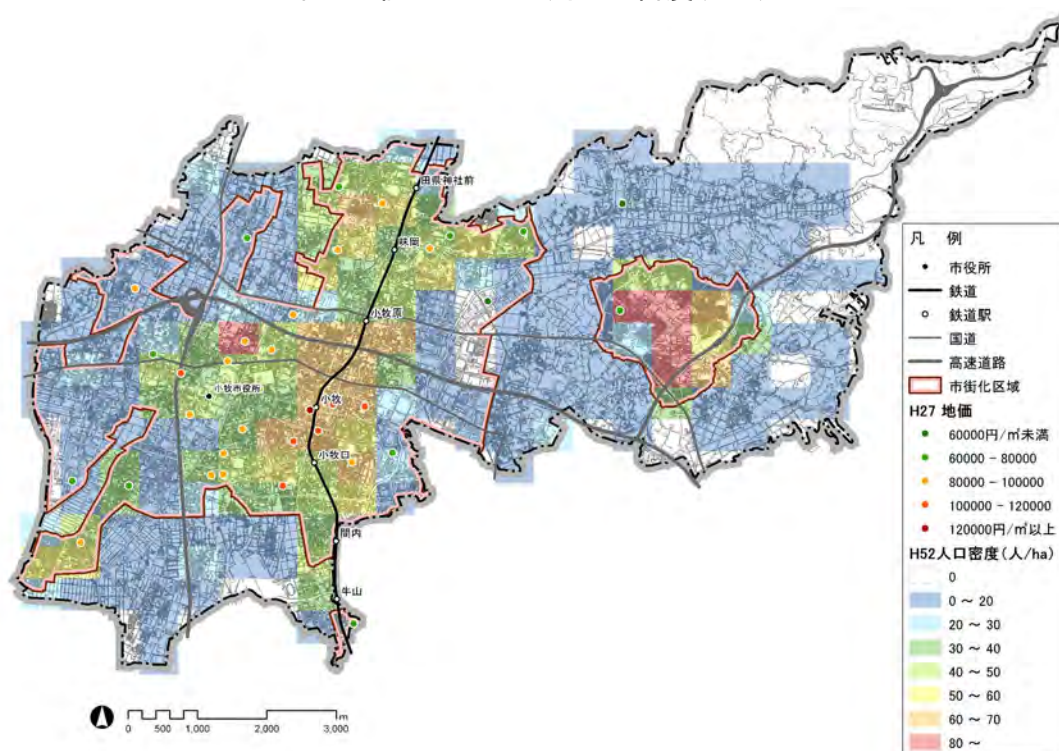 田県神社前
味岡
小牧原
小牧市役所
小牧
小牧口
間内
牛山
0 500 1,000 2,000 3,000 m
凡 例
市役所
鉄道
鉄道駅
国道
高速道路
市街化区域
H27 地価
60000円/㎡未満
60000 - 80000
80000 - 100000
100000 - 120000
120000円/㎡以上
H52人口密度(人/ha)
0
0 ～ 20
20 ～ 30
30 ～ 40
40 ～ 50
50 ～ 60
60 ～ 70
80 ～